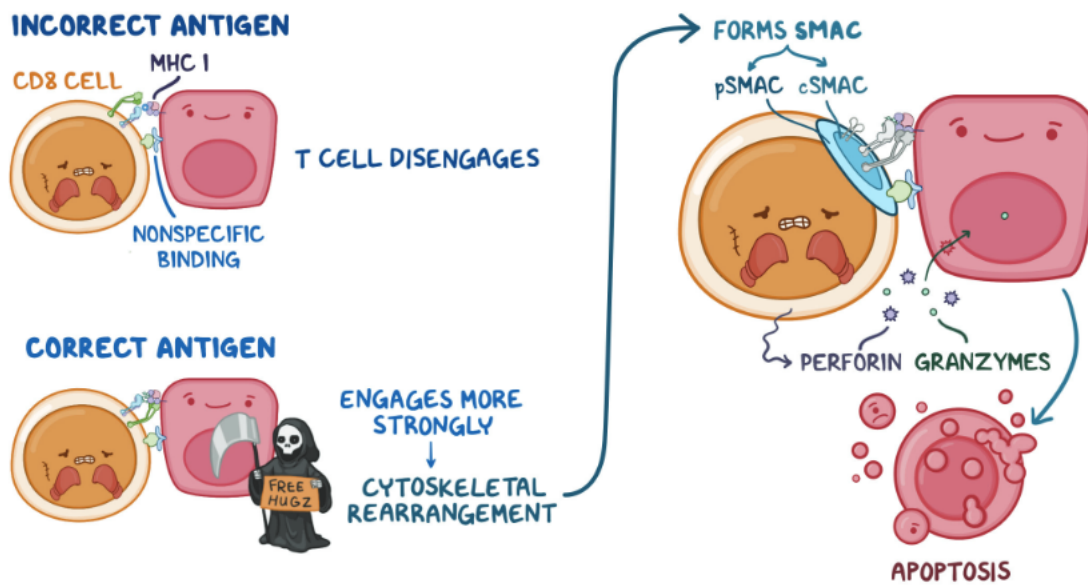 INCORRECT ANTIGEN
CD8 CELL
MHC I
T CELL DISENGAGES
NONSPECIFIC
BINDING
CORRECT ANTIGEN
FREE
HUGZ
ENGAGES MORE
STRONGLY
CYTOSKELETAL
REARRANGEMENT
FORMS SMAC
pSMAC cSMAC
PERFORIN GRANZYMES
APOPTOSIS